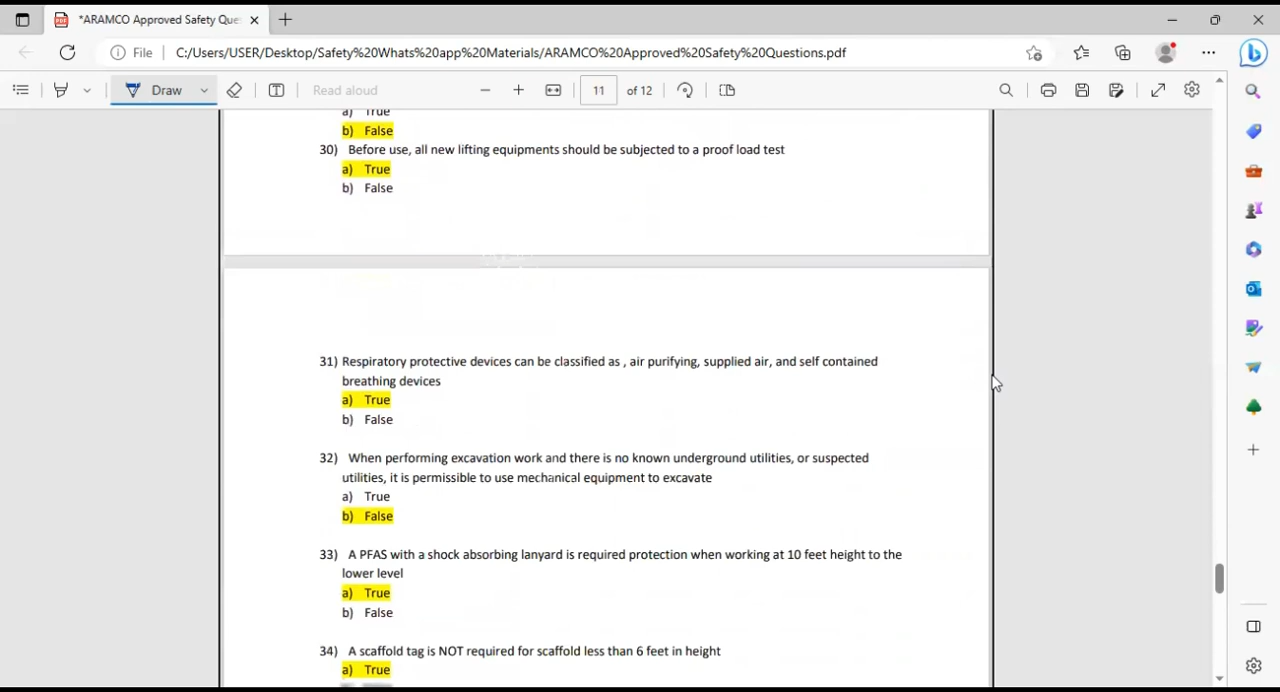 *ARAMCO Approved Safety Que
File
C:/Users/USER/Desktop/Safety%20Whats%20app%20Materials/ARAMCO%20Approved%20Safety%20Questions.pdf
Draw
Read aloud
11 of 12
a) True
b) False
30) Before use, all new lifting equipments should be subjected to a proof load test
a) True
b) False
31) Respiratory protective devices can be classified as , air purifying, supplied air, and self contained
breathing devices
a) True
b) False
32) When performing excavation work and there is no known underground utilities, or suspected
utilities, it is permissible to use mechanical equipment to excavate
a) True
b) False
33) A PFAS with a shock absorbing lanyard is required protection when working at 10 feet height to the
lower level
a) True
b) False
34) A scaffold tag is NOT required for scaffold less than 6 feet in height
a) True